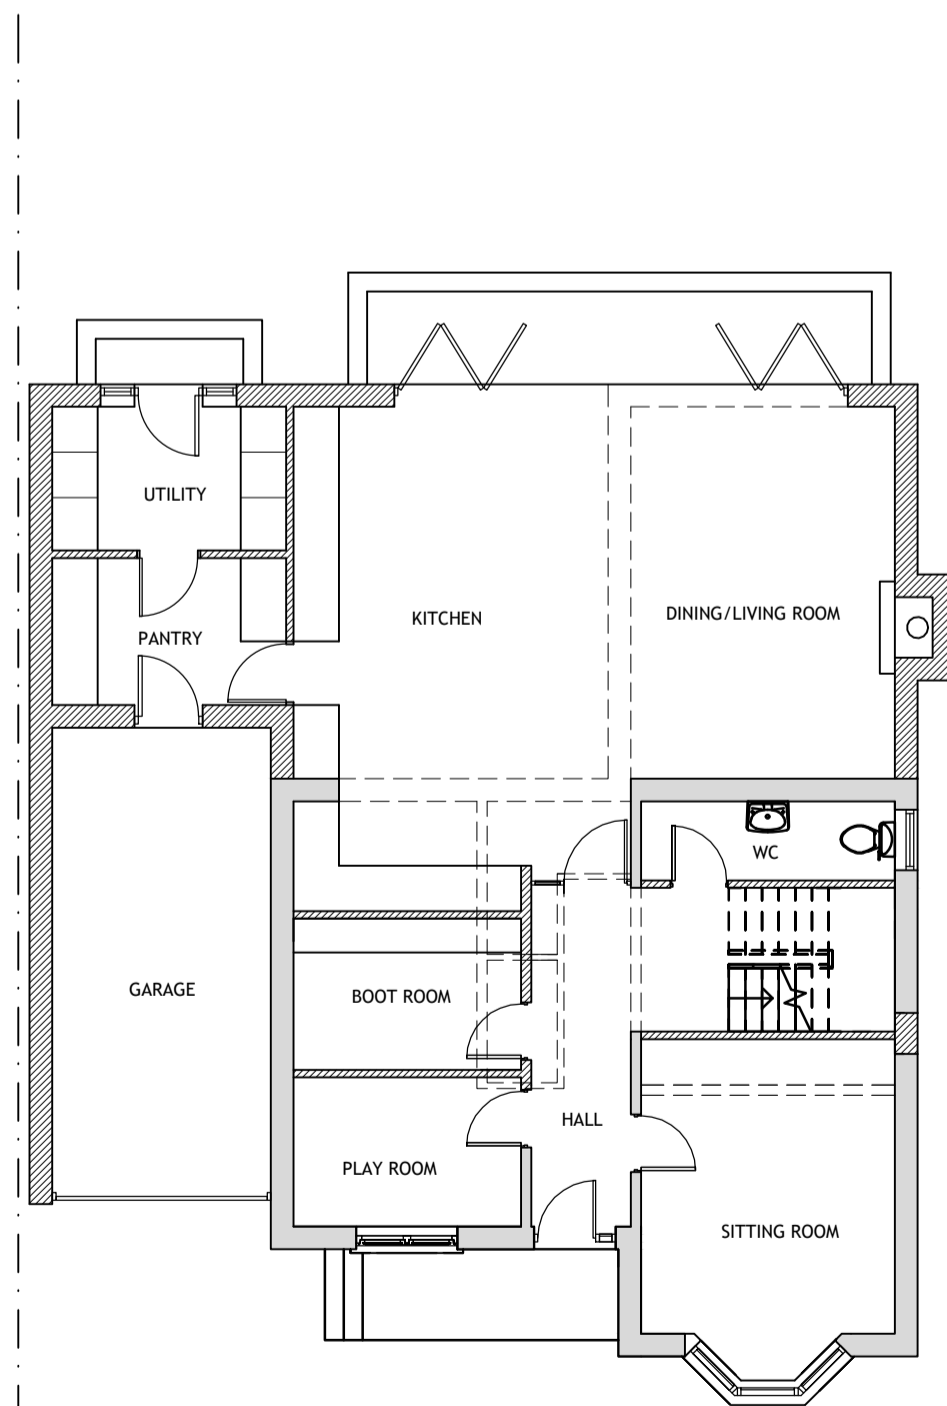 UTILITY
KITCHEN
DINING/LIVING ROOM
PANTRY
WC
GARAGE
BOOT ROOM
HALL
PLAY ROOM
SITTING ROOM